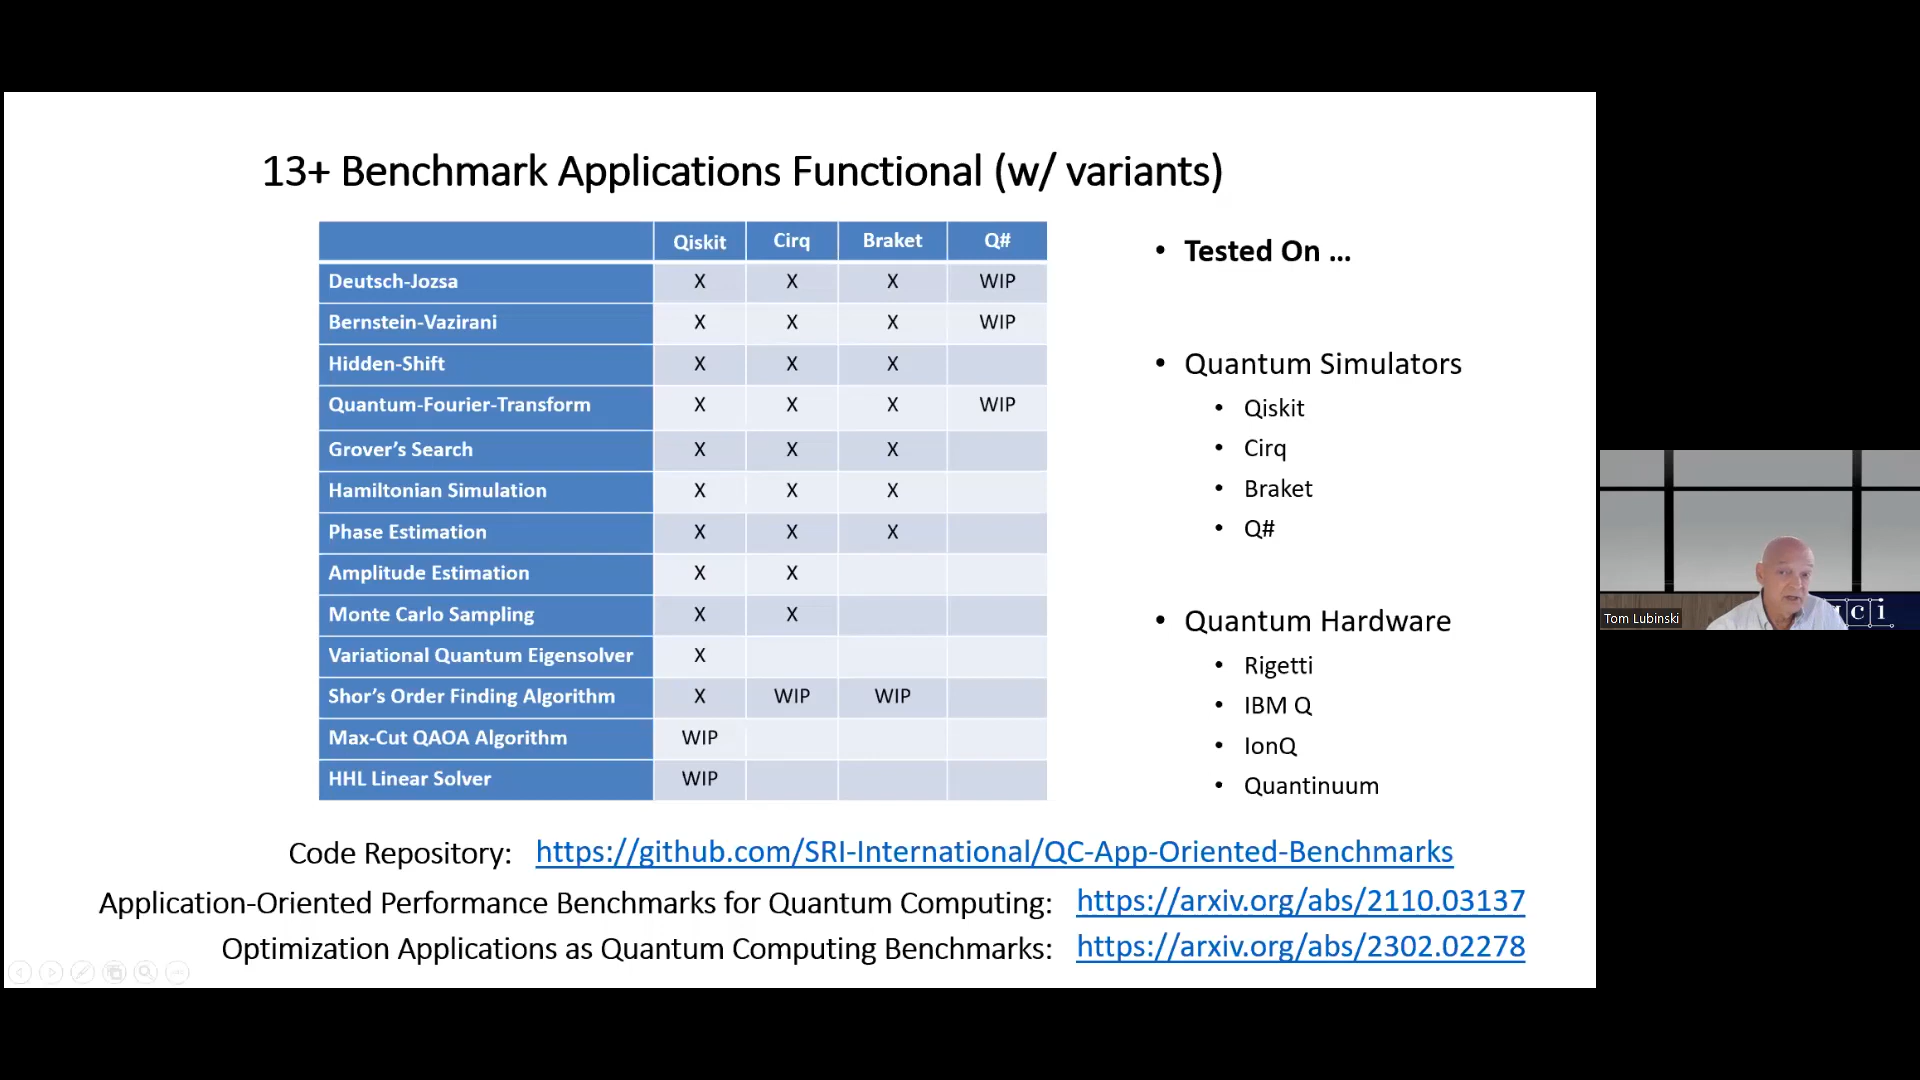 13+ Benchmark Applications Functional (w/ variants)
Qiskit Cirq Braket Q#
Deutsch-Jozsa X X X WIP
Bernstein-Vazirani X X X WIP
Hidden-Shift X X X
Quantum-Fourier-Transform X X X WIP
Grover’s Search X X X
Hamiltonian Simulation X X X
Phase Estimation X X X
Amplitude Estimation X X
Monte Carlo Sampling X X
Variational Quantum Eigensolver X
Shor’s Order Finding Algorithm X WIP WIP
Max-Cut QAOA Algorithm WIP
HHL Linear Solver WIP
• Tested On ...
• Quantum Simulators
• Qiskit
• Cirq
• Braket
• Q#
• Quantum Hardware
• Rigetti
• IBM Q
• IonQ
• Quantinuum
Code Repository: https://github.com/SRI-International/QC-App-Oriented-Benchmarks
Application-Oriented Performance Benchmarks for Quantum Computing: https://arxiv.org/abs/2110.03137
Optimization Applications as Quantum Computing Benchmarks: https://arxiv.org/abs/2302.02278
Tom Lubinski